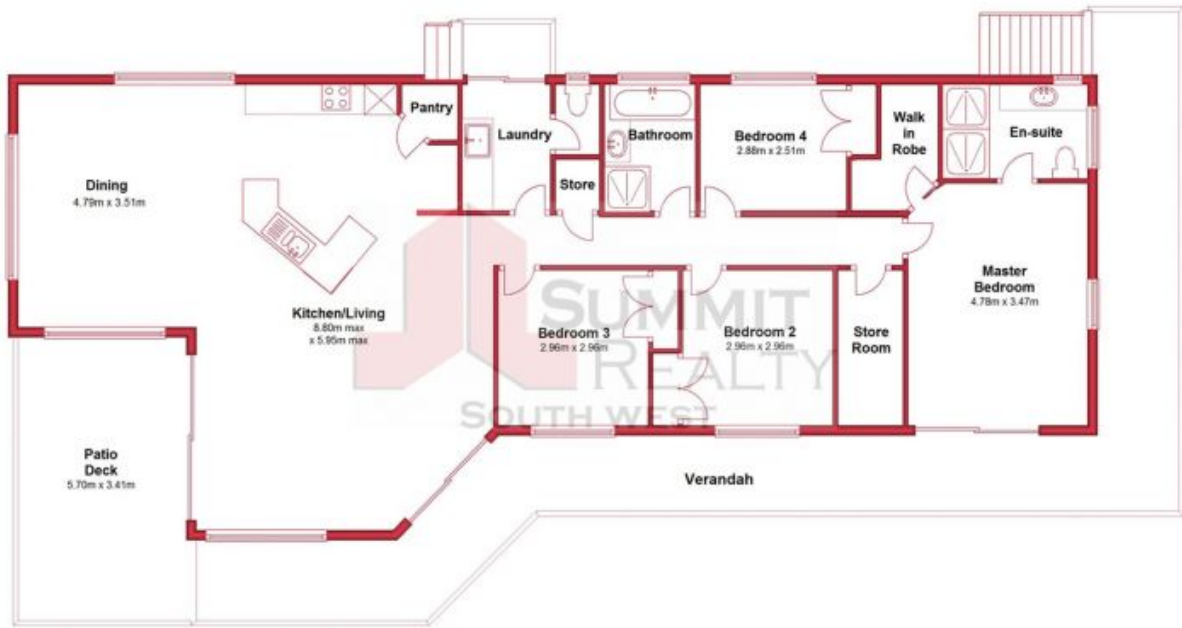 Pantry
Laundry
Bathroom
Bedroom 4
2.88m x 2.51m
Walk
in
Robe
En-suite
Dining
4.79m x 3.51m
Store
Kitchen/Living
8.80m max
x 5.95m max
Bedroom 3
2.96m x 2.96m
Bedroom 2
2.96m x 2.96m
Store
Room
Master
Bedroom
4.78m x 3.47m
SUMMIT
REALTY
SOUTH WEST
Patio
Deck
5.70m x 3.41m
Verandah